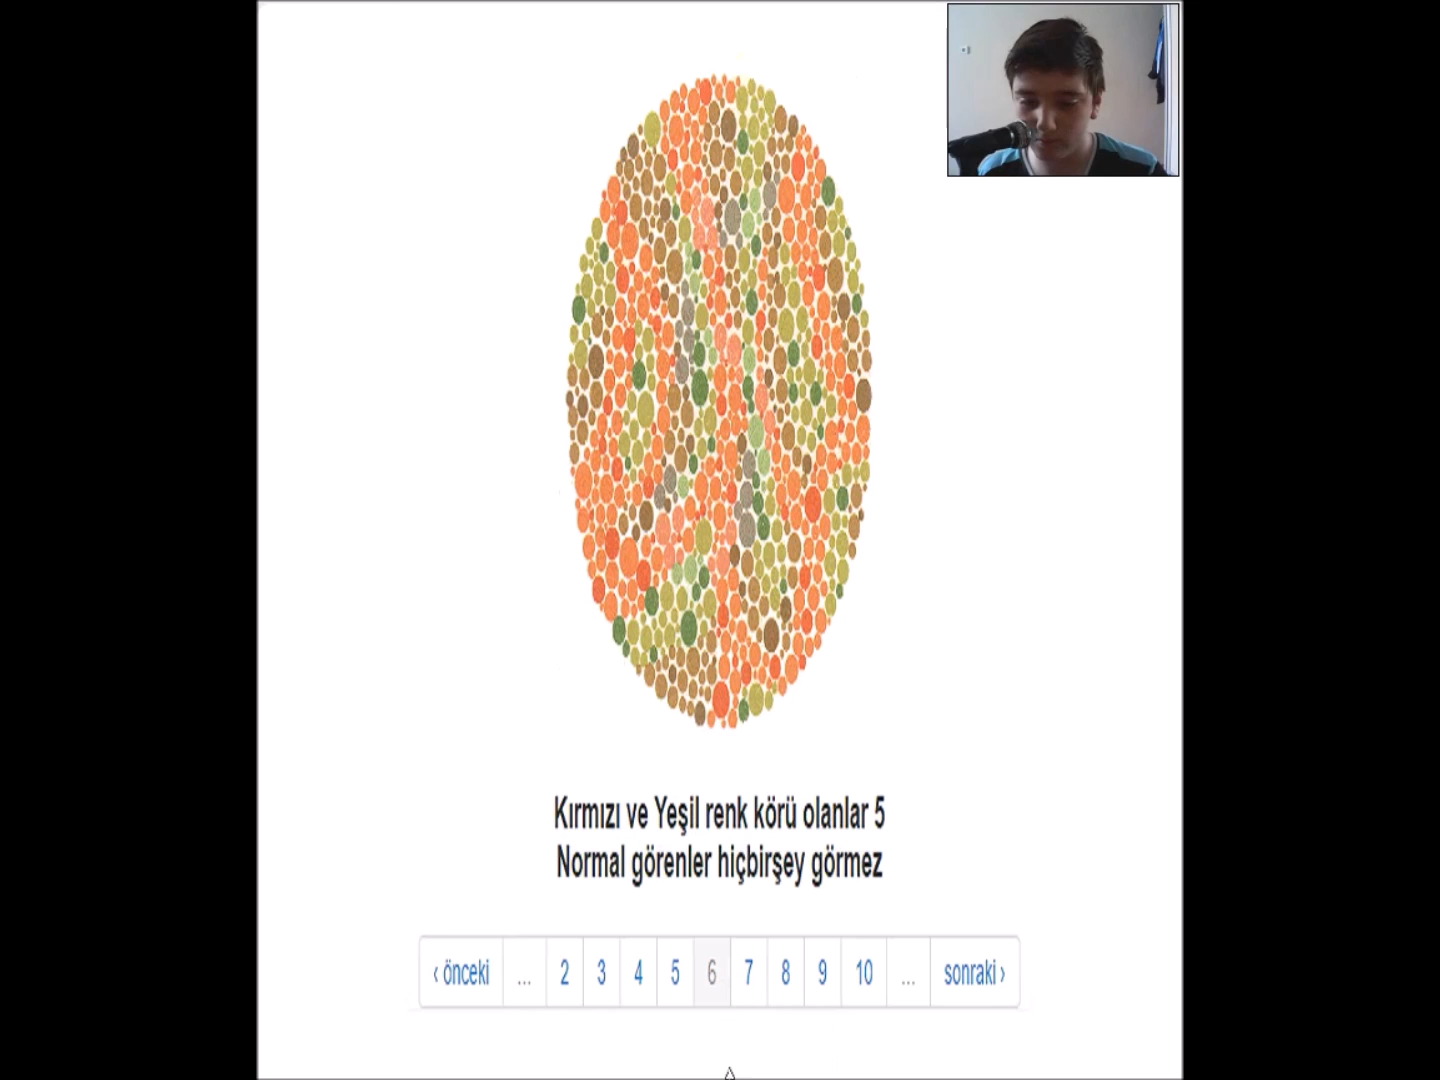 Kırmızı ve Yeşil renk körü olanlar 5
Normal görenler hiçbirşey görmez
‹ önceki ... 2 3 4 5 6 7 8 9 10 ... sonraki ›